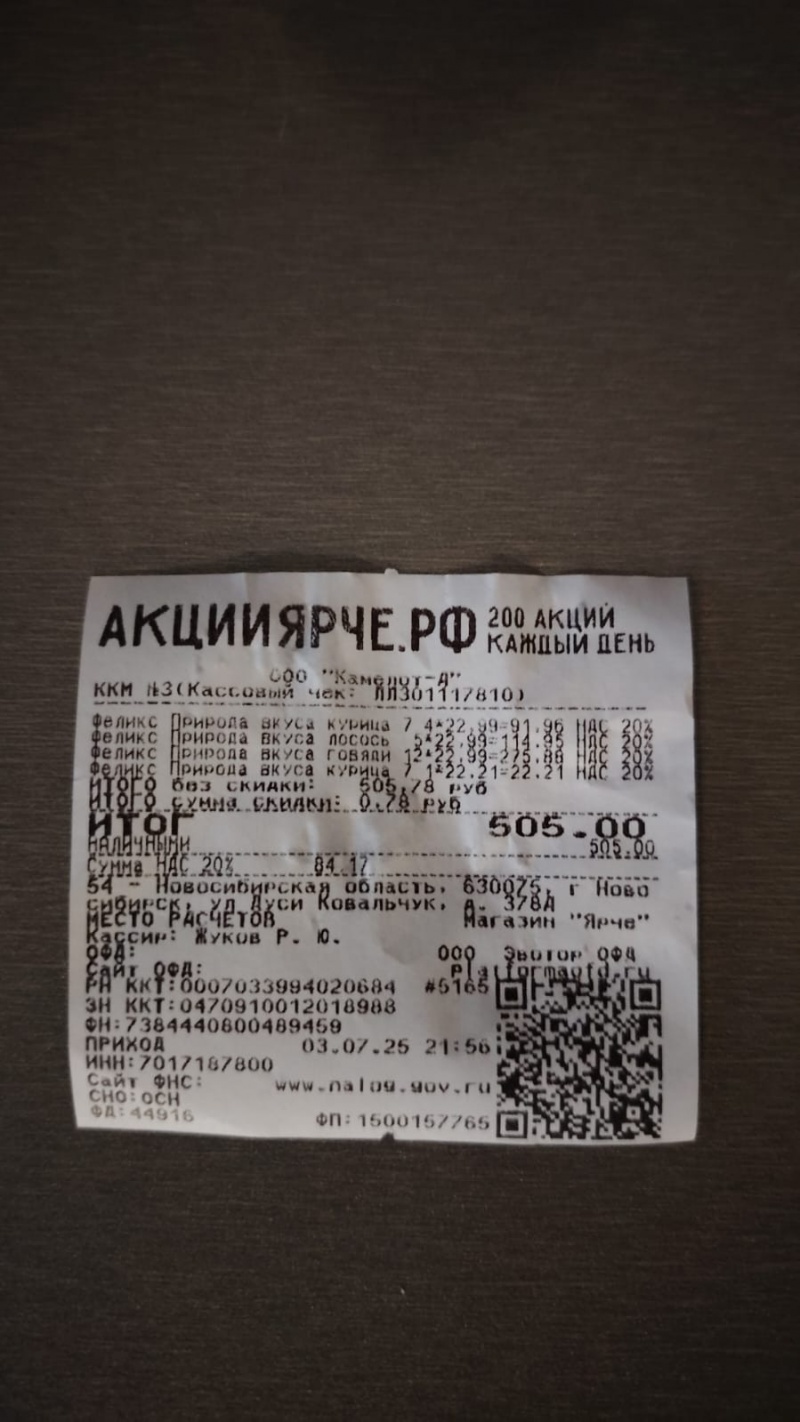 АКЦИИЯРЧЕ.РФ 200 АКЦИЙ КАЖДЫЙ ДЕНЬ
ООО "Камелот-А"
ККМ №3(Кассовый чек: ЛЛ301117810)
Феликс Природа вкуса курица 7 4*22,99=91.96 НДС 20%
Феликс Природа вкуса лосось 5*22,99=114.95 НДС 20%
Феликс Природа вкуса говяди 12*22,99=275.88 НДС 20%
Феликс Природа вкуса курица 7 1*22.21=22.21 НДС 20%
ИТОГО без скидки: 505,78 руб
ИТОГО сумма скидки: 0.78 руб
ИТОГ 505.00
НАЛИЧНЫМИ 505.00
Сумма НДС 20% 84.17
54 - Новосибирская область, 630075, г Ново
сибирск, ул Дуси Ковальчук, д. 378А
МЕСТО РАСЧЕТОВ Магазин "Ярче"
Кассир: Жуков Р. Ю.
ОФД: ООО Эвотор ОФД
Сайт ОФД: platformaofd.ru
РН ККТ:0007033994020684 #5165
ЗН ККТ:0470910012018988
ФН:7384440800489459
ПРИХОД 03.07.25 21:56
ИНН:7017187800
Сайт ФНС: www.nalog.gov.ru
СНО:ОСН
ФД:44916 ФП:1500157765